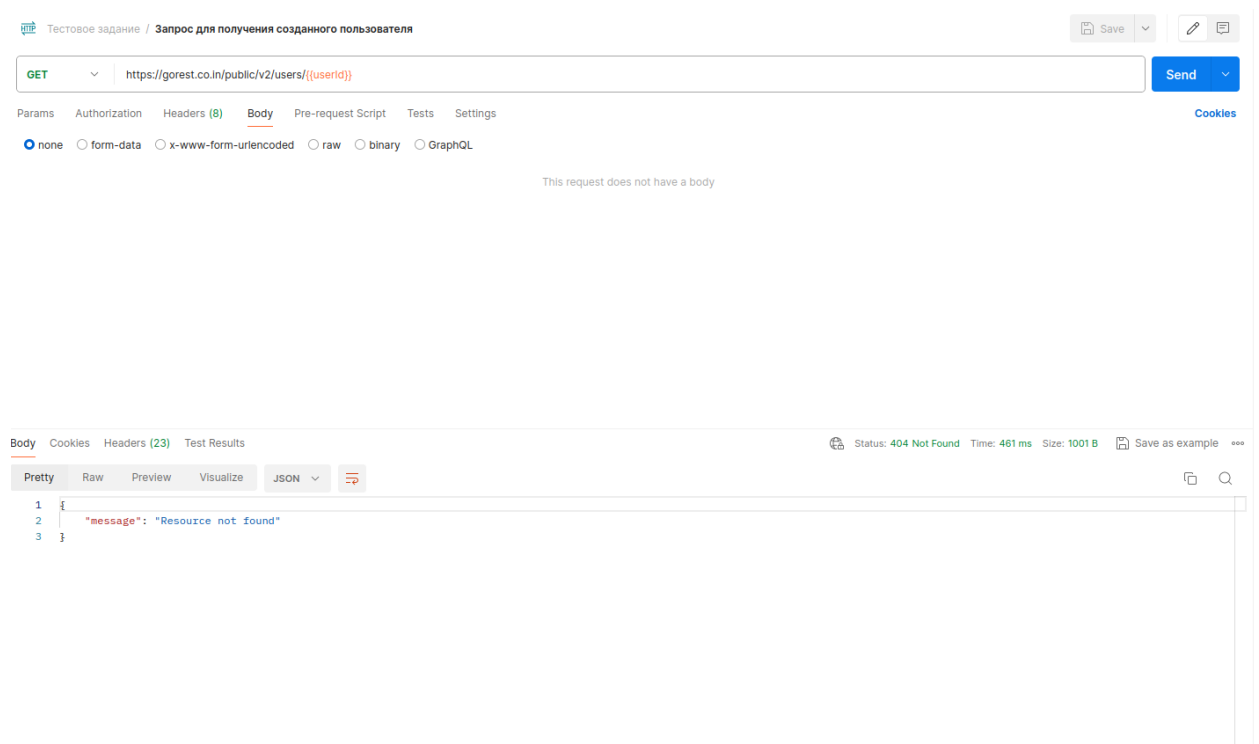 HTTP Тестовое задание / Запрос для получения созданного пользователя Save
GET https://gorest.co.in/public/v2/users/{{userId}} Send
Params Authorization Headers (8) Body Pre-request Script Tests Settings Cookies
none form-data x-www-form-urlencoded raw binary GraphQL
This request does not have a body
Body Cookies Headers (23) Test Results Status: 404 Not Found Time: 461 ms Size: 1001 B Save as example
Pretty Raw Preview Visualize JSON
1 {
2 "message": "Resource not found"
3 }